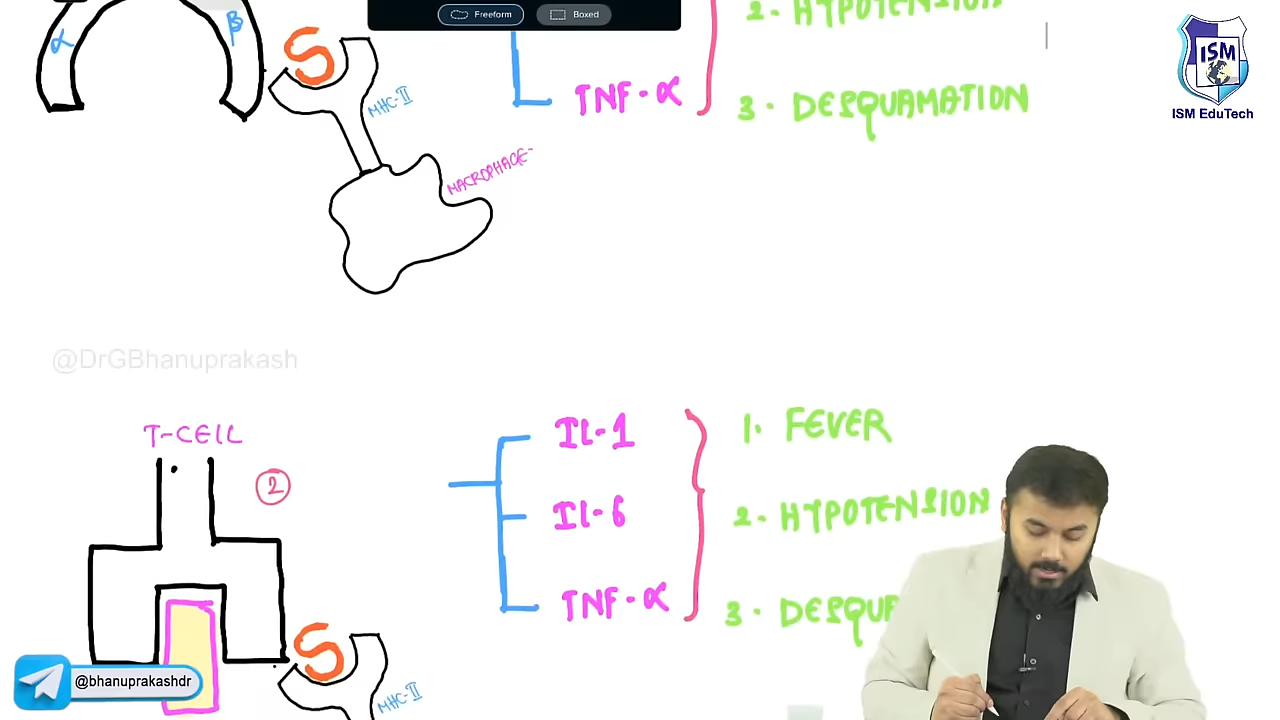 Freeform Boxed
2. HYPOTENSION
ISM
ISM EduTech
α β
S
MHC-II
TNF-α
3. DESQUAMATION
MACROPHAGE-
@DrGBhanuprakash
T-CELL
2
IL-1
1. FEVER
IL-6
2. HYPOTENSION
TNF-α
3. DESQUA
S
MHC-II
@bhanuprakashdr